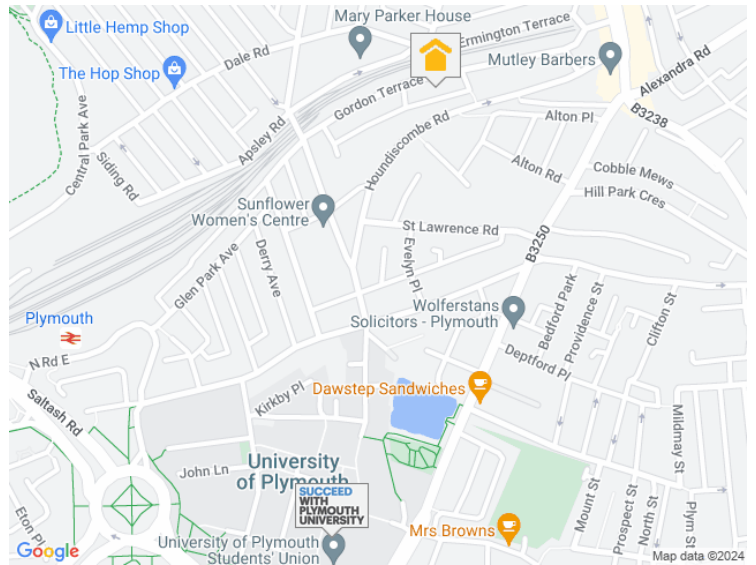 Little Hemp Shop
Mary Parker House
Ermington Terrace
Dale Rd
Mutley Barbers
The Hop Shop
Alexandra Rd
Gordon Terrace
Central Park Ave
Apsley Rd
Houndiscombe Rd
Alton Pl
B3238
Siding Rd
Alton Rd
Cobble Mews
Hill Park Cres
Sunflower
Women's Centre
St Lawrence Rd
B3250
Evelyn Pl
Derry Ave
Glen Park Ave
Wolferstans
Solicitors - Plymouth
Bedford Park
Providence St
Clifton St
Plymouth
Deptford Pl
N Rd E
Dawstep Sandwiches
Kirkby Pl
Saltash Rd
Mildmay St
University
of Plymouth
John Ln
SUCCEED
WITH
PLYMOUTH
UNIVERSITY
Mount St
Prospect St
North St
Plym St
Eton Pl
Mrs Browns
University of Plymouth
Students' Union
Google
Map data ©2024